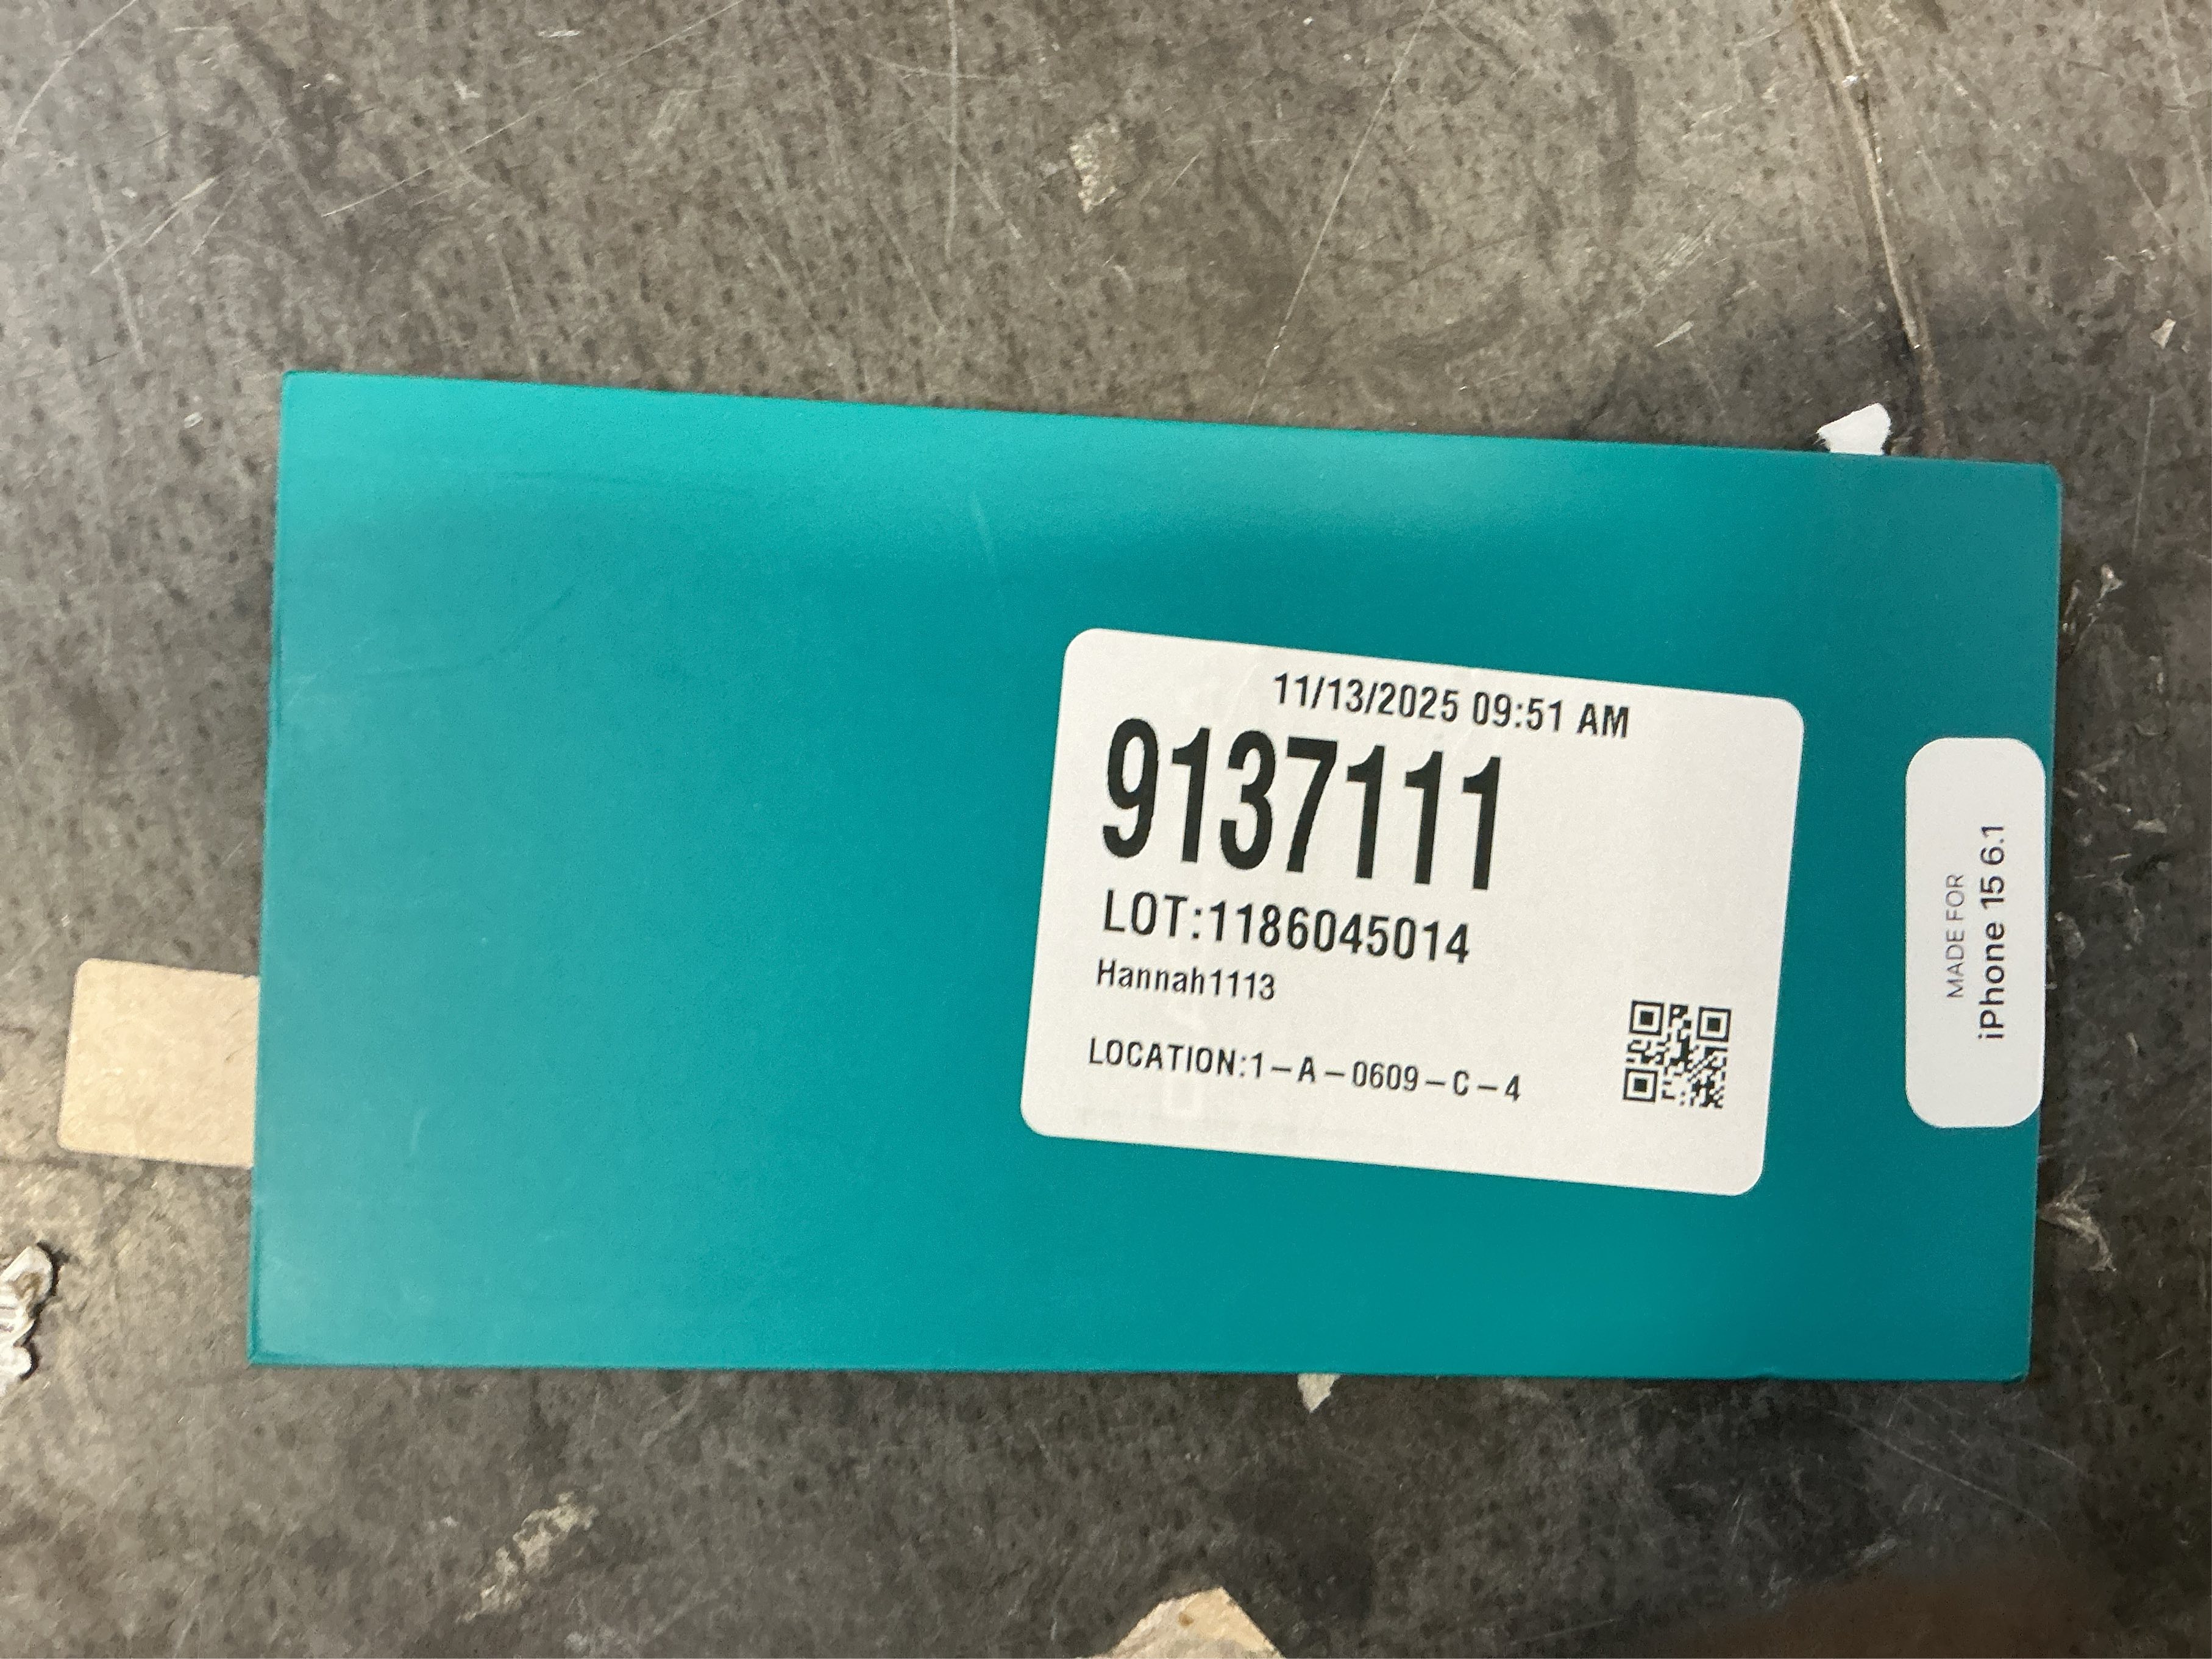 11/13/2025 09:51 AM
9137111
LOT:1186045014
Hannah1113
LOCATION:1-A-0609-C-4
MADE FOR
iPhone 15 6.1